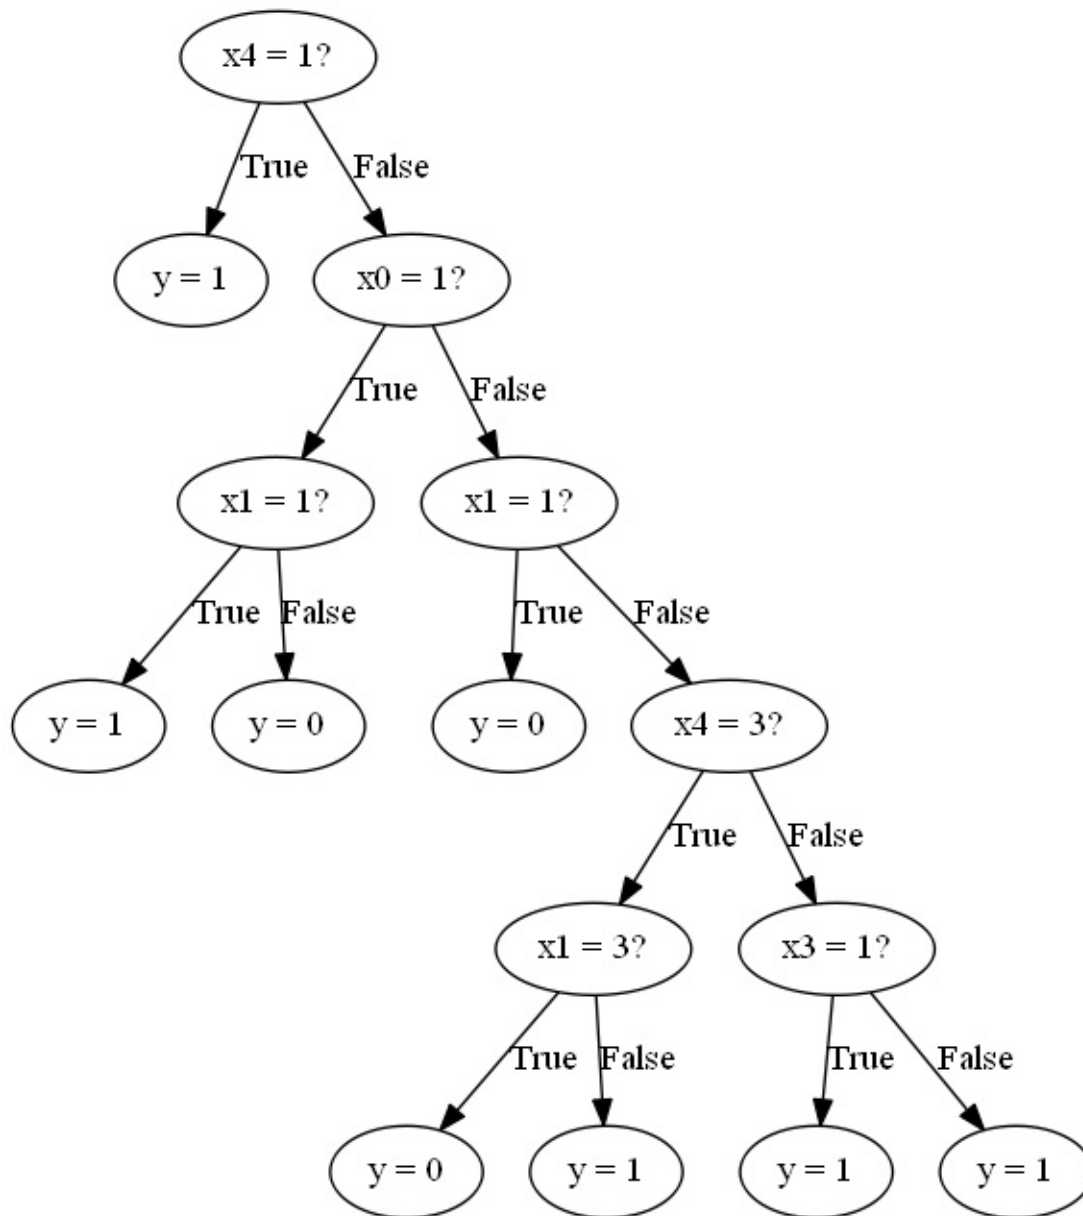 x4 = 1?
True
False
y = 1
x0 = 1?
True
False
x1 = 1?
x1 = 1?
True
False
True
False
y = 1
y = 0
y = 0
x4 = 3?
True
False
x1 = 3?
x3 = 1?
True
False
True
False
y = 0
y = 1
y = 1
y = 1